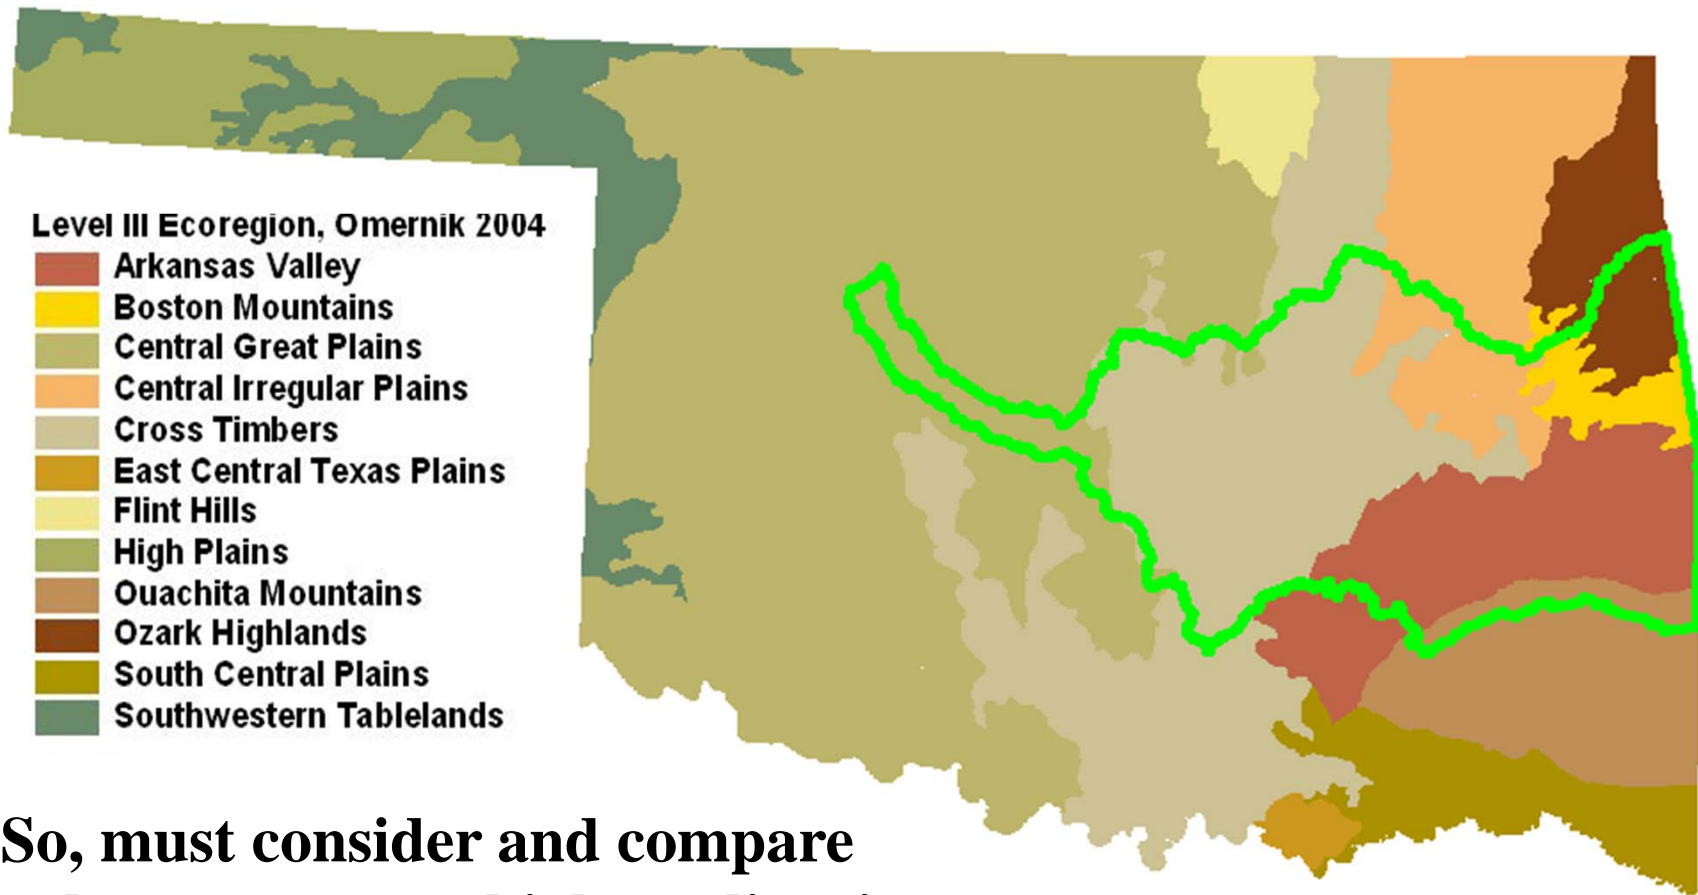 Level III Ecoregion, Omernik 2004
Arkansas Valley
Boston Mountains
Central Great Plains
Central Irregular Plains
Cross Timbers
East Central Texas Plains
Flint Hills
High Plains
Ouachita Mountains
Ozark Highlands
South Central Plains
Southwestern Tablelands
So, must consider and compare